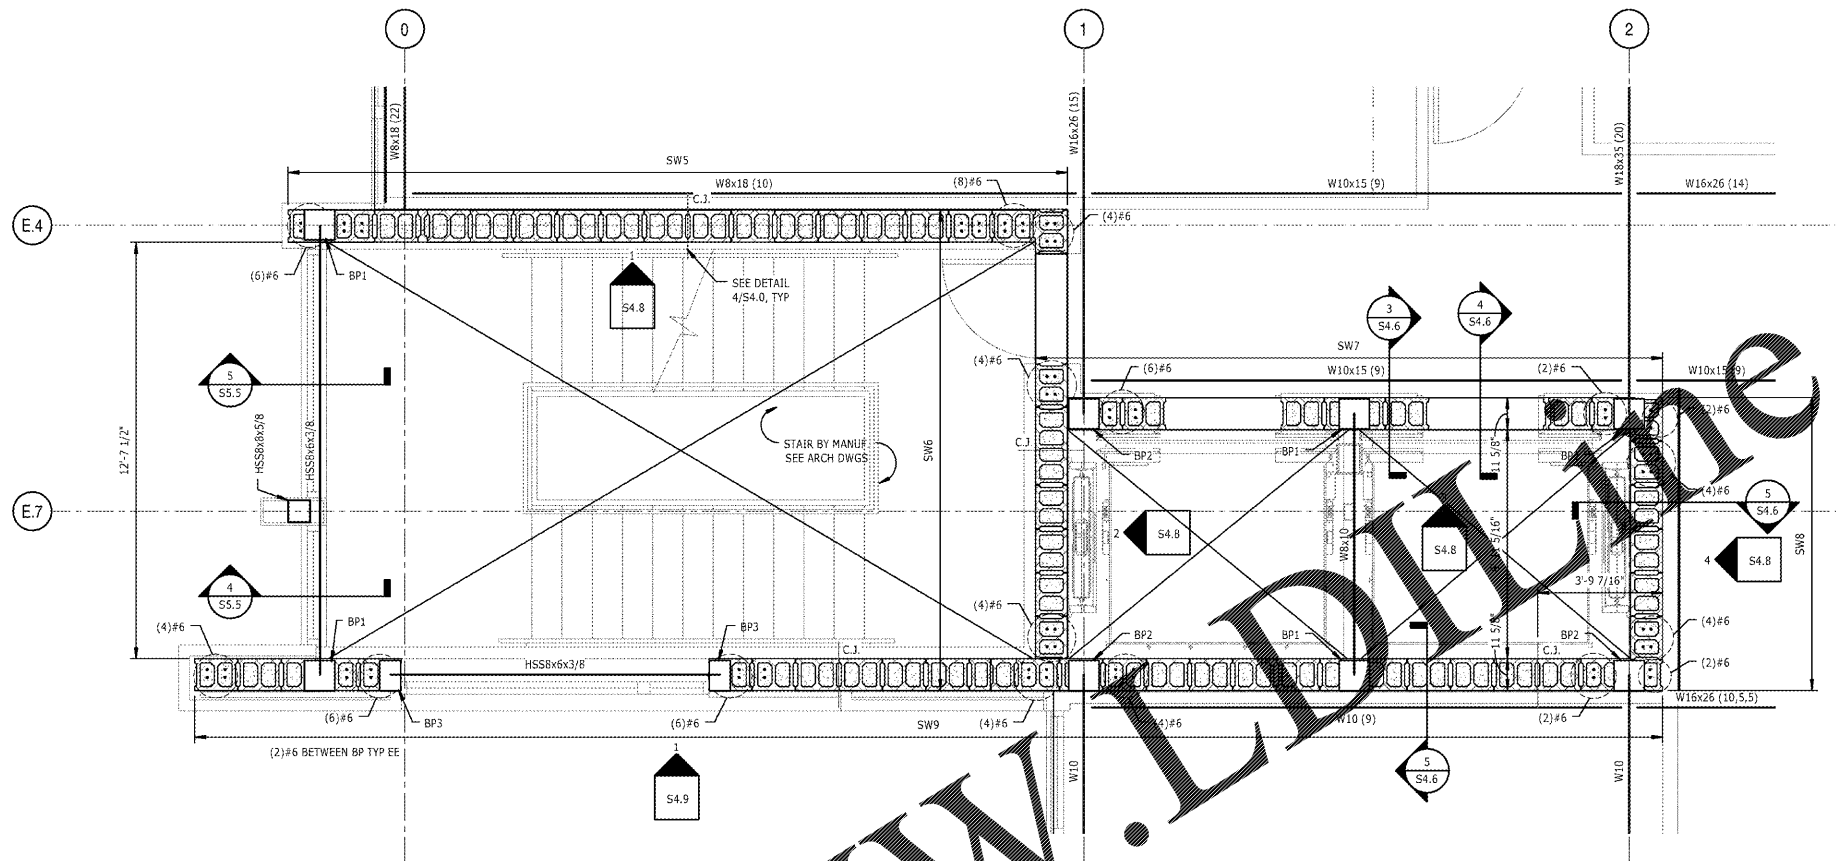 0
1
2
W8x18 (22)
W16x26 (15)
W18x35 (20)
SW5
W8x18 (10)
(8)#6
W10x15 (9)
W16x26 (14)
C.J.
E.4
(4)#6
(6)#6
BP1
1
S4.8
SEE DETAIL
4/S4.0, TYP
3
S4.6
4
S4.6
SW7
(4)#6
(6)#6
W10x15 (9)
(2)#6
W10x15 (9)
(2)#6
5
S5.5
12'-7 1/2"
HSS8x8x5/8
HSS8x6x3/8
STAIR BY MANUF
SEE ARCH DWGS
SW6
C.J.
BP2
BP1
11 5/8"
(4)#6
E.7
5
S4.6
2
S4.8
W8x10
S4.8
SW8
4
S4.8
3'-9 7/16"
4
S5.5
(4)#6
(4)#6
BP1
BP3
BP2
BP1
11 5/8"
BP2
(4)#6
C.J.
C.J.
HSS8x6x3/8
(2)#6
(6)#6
BP3
(6)#6
SW9
(4)#6
(4)#6
W10 (9)
(2)#6
W16x26 (10,5,5)
(2)#6 BETWEEN BP TYP EE
1
S4.9
W10
5
S4.6
W10
W.LDHLine